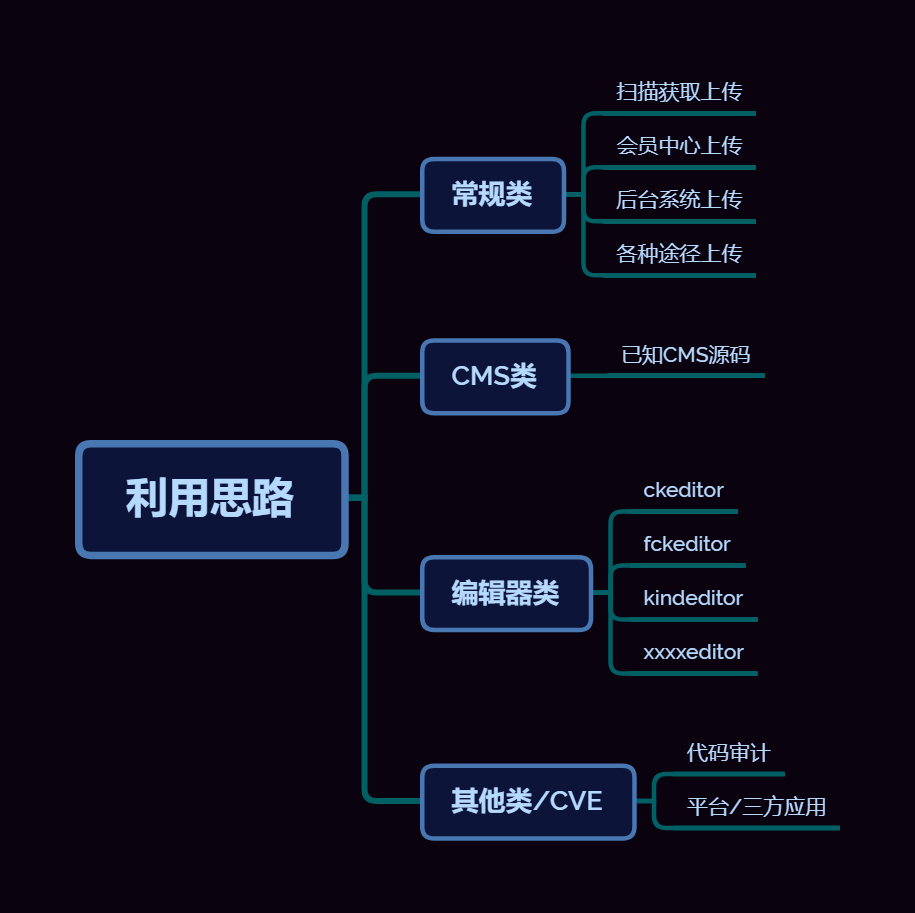 利用思路
常规类
扫描获取上传
会员中心上传
后台系统上传
各种途径上传
CMS类
已知CMS源码
编辑器类
ckeditor
fckeditor
kindeditor
xxxxeditor
其他类/CVE
代码审计
平台/三方应用